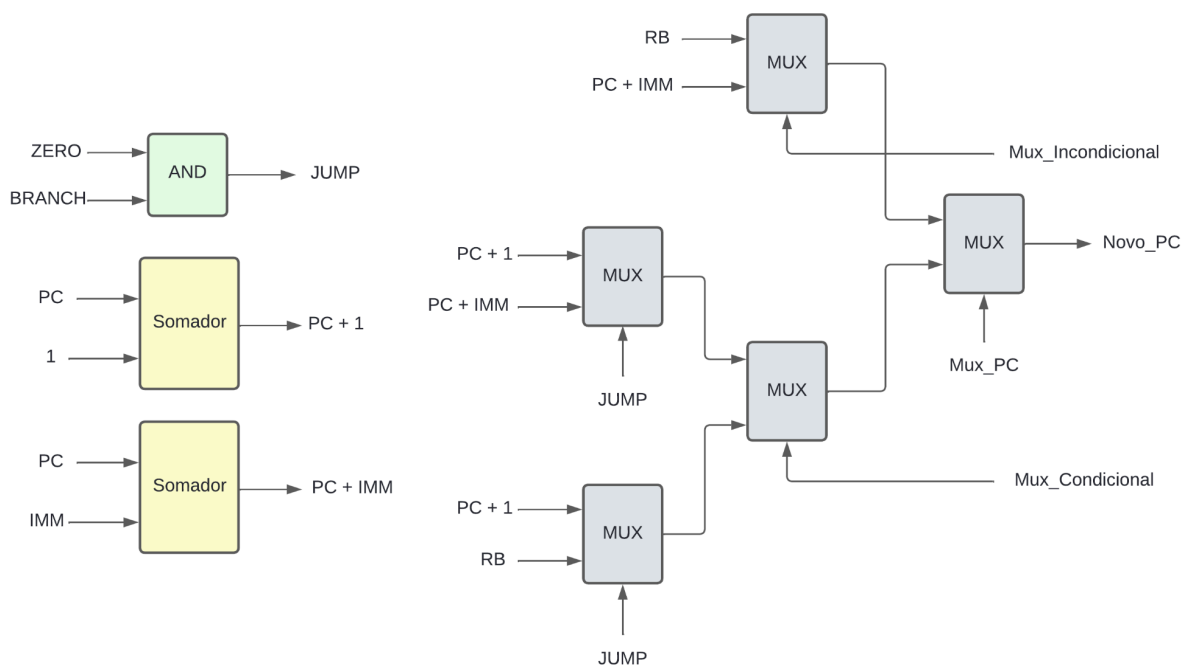 RB
MUX
PC + IMM
Mux_Incondicional
ZERO
AND
JUMP
BRANCH
MUX
Novo_PC
Mux_PC
PC + 1
MUX
PC + IMM
JUMP
PC
Somador
PC + 1
1
MUX
Mux_Condicional
PC
Somador
PC + IMM
IMM
PC + 1
MUX
RB
JUMP